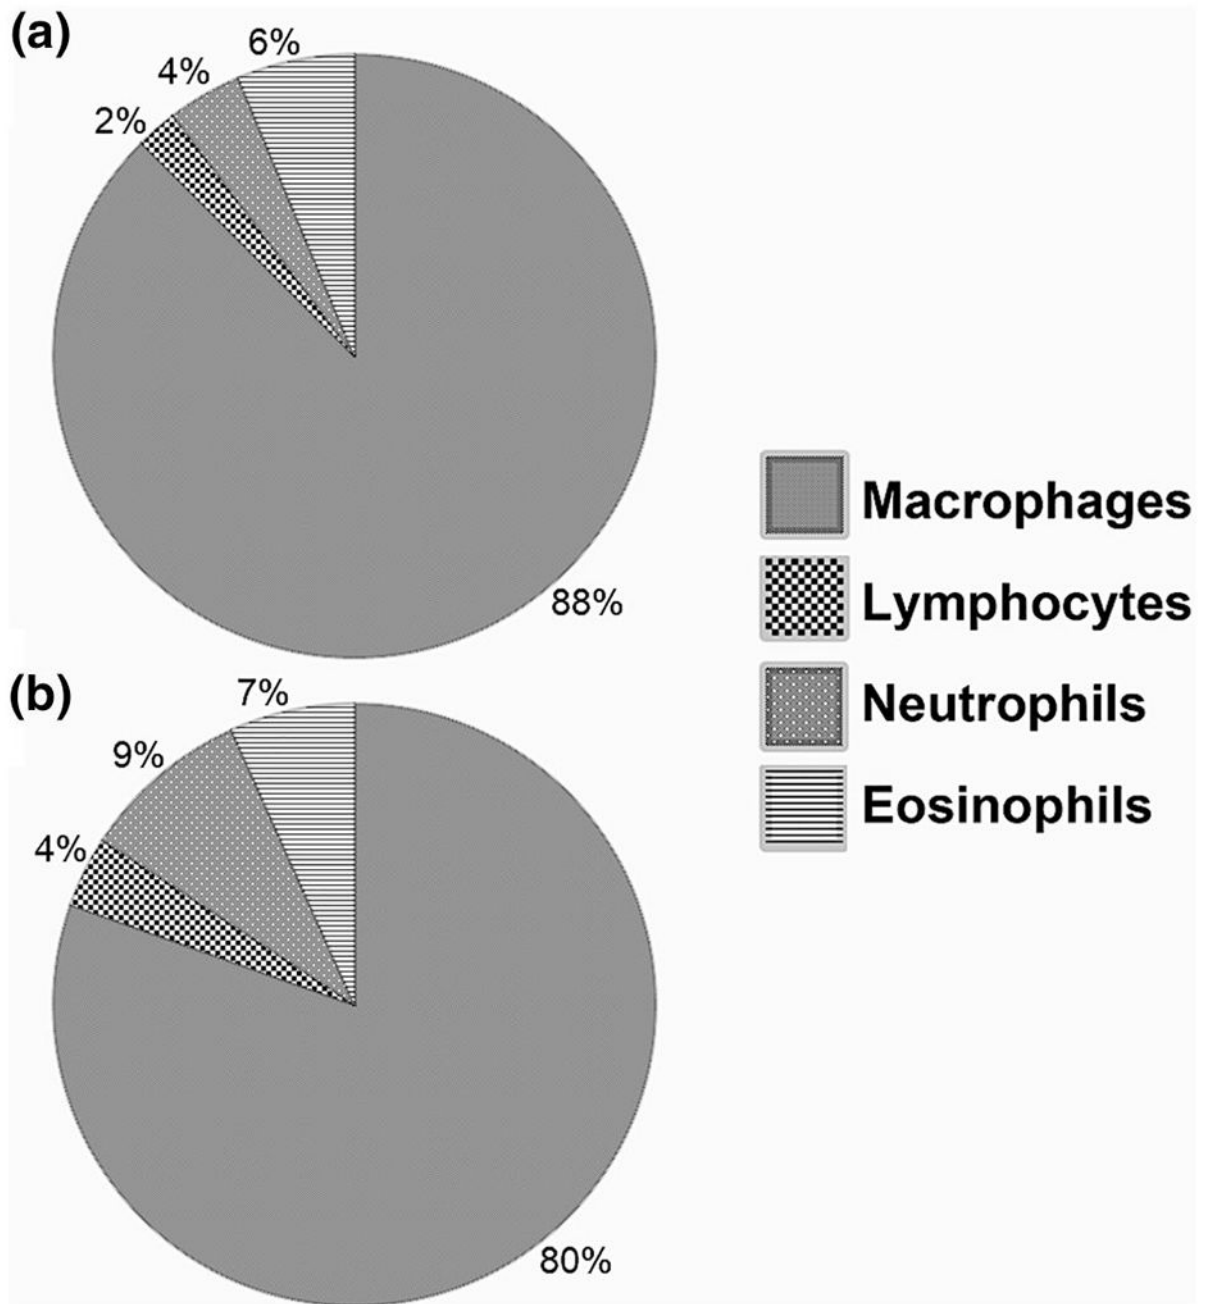 (a)
6%
4%
2%
88%
Macrophages
Lymphocytes
Neutrophils
Eosinophils
(b)
7%
9%
4%
80%